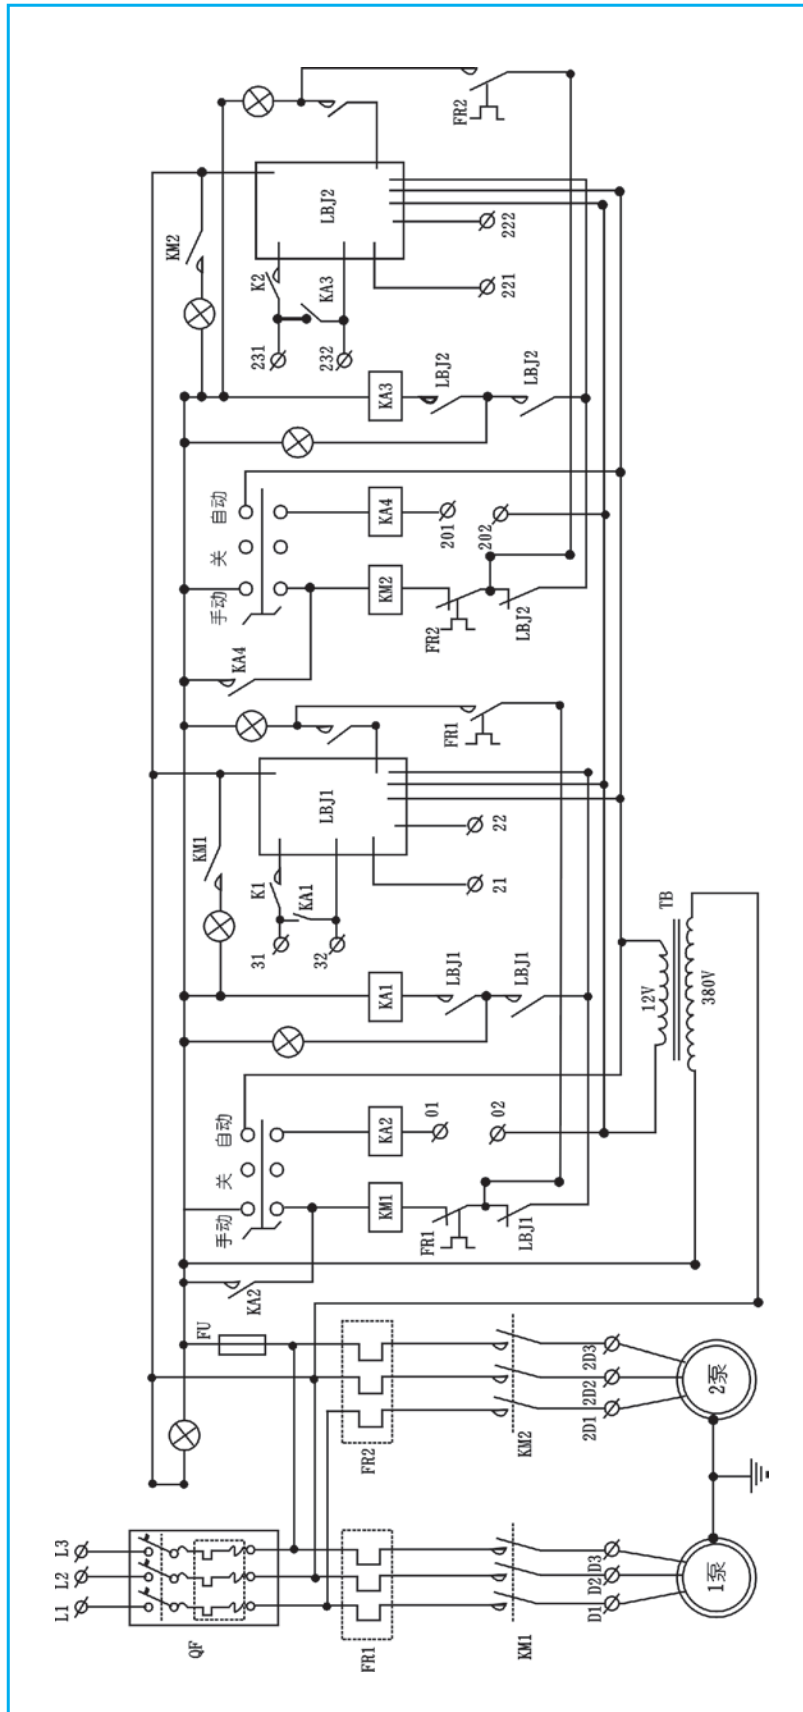 L1
L2
L3
QF
FR1
KM1
D1
D2
D3
1泵
FR2
KM2
2D1
2D2
2D3
2泵
FU
KA2
手动
关
自动
KM1
FR1
LBJ1
KA2
01
02
12V
380V
TB
KA1
LBJ1
LBJ1
KM1
31
32
K1
KA1
LBJ1
21
22
FR1
KA4
手动
关
自动
KM2
FR2
LBJ2
KA4
201
202
KA3
LBJ2
LBJ2
KM2
231
232
K2
KA3
LBJ2
221
222
FR2